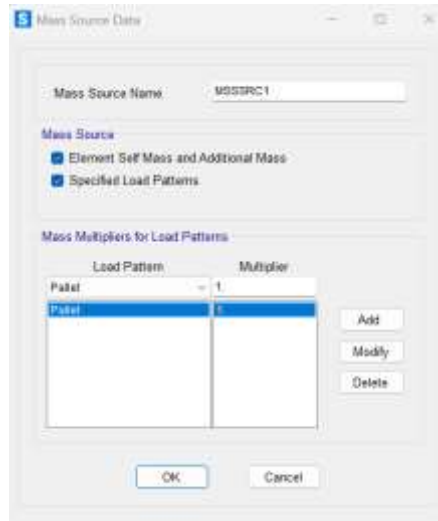 S Mass Source Data
Mass Source Name MSSSRC1
Mass Source
Element Self Mass and Additional Mass
Specified Load Patterns
Mass Multipliers for Load Patterns
Load Pattern Multiplier
Pallet 1.
Pallet 1.
Add
Modify
Delete
OK Cancel